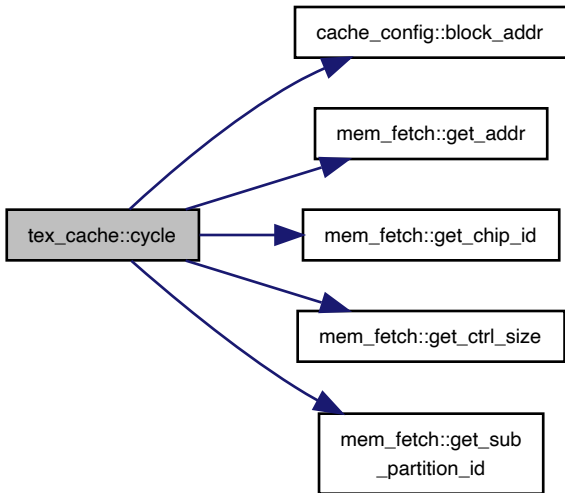 cache_config::block_addr
mem_fetch::get_addr
tex_cache::cycle
mem_fetch::get_chip_id
mem_fetch::get_ctrl_size
mem_fetch::get_sub
_partition_id